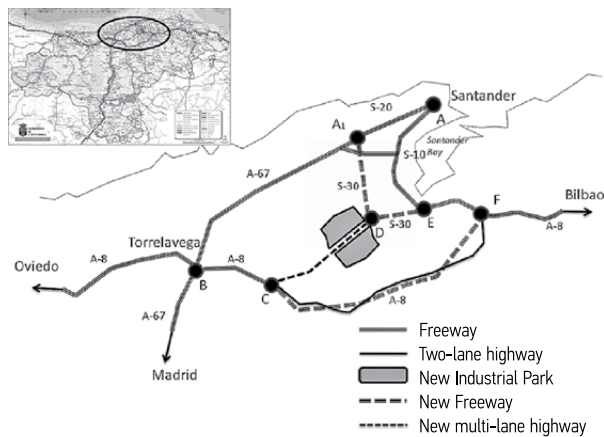 Santander
S-20
A
A1
Santander
Bay
S-10
A-67
S-30
Bilbao
F
S-30
E
D
A-8
Torrelavega
Oviedo
A-8
A-8
B
C
A-8
A-67
Madrid
Freeway
Two-lane highway
New Industrial Park
New Freeway
New multi-lane highway